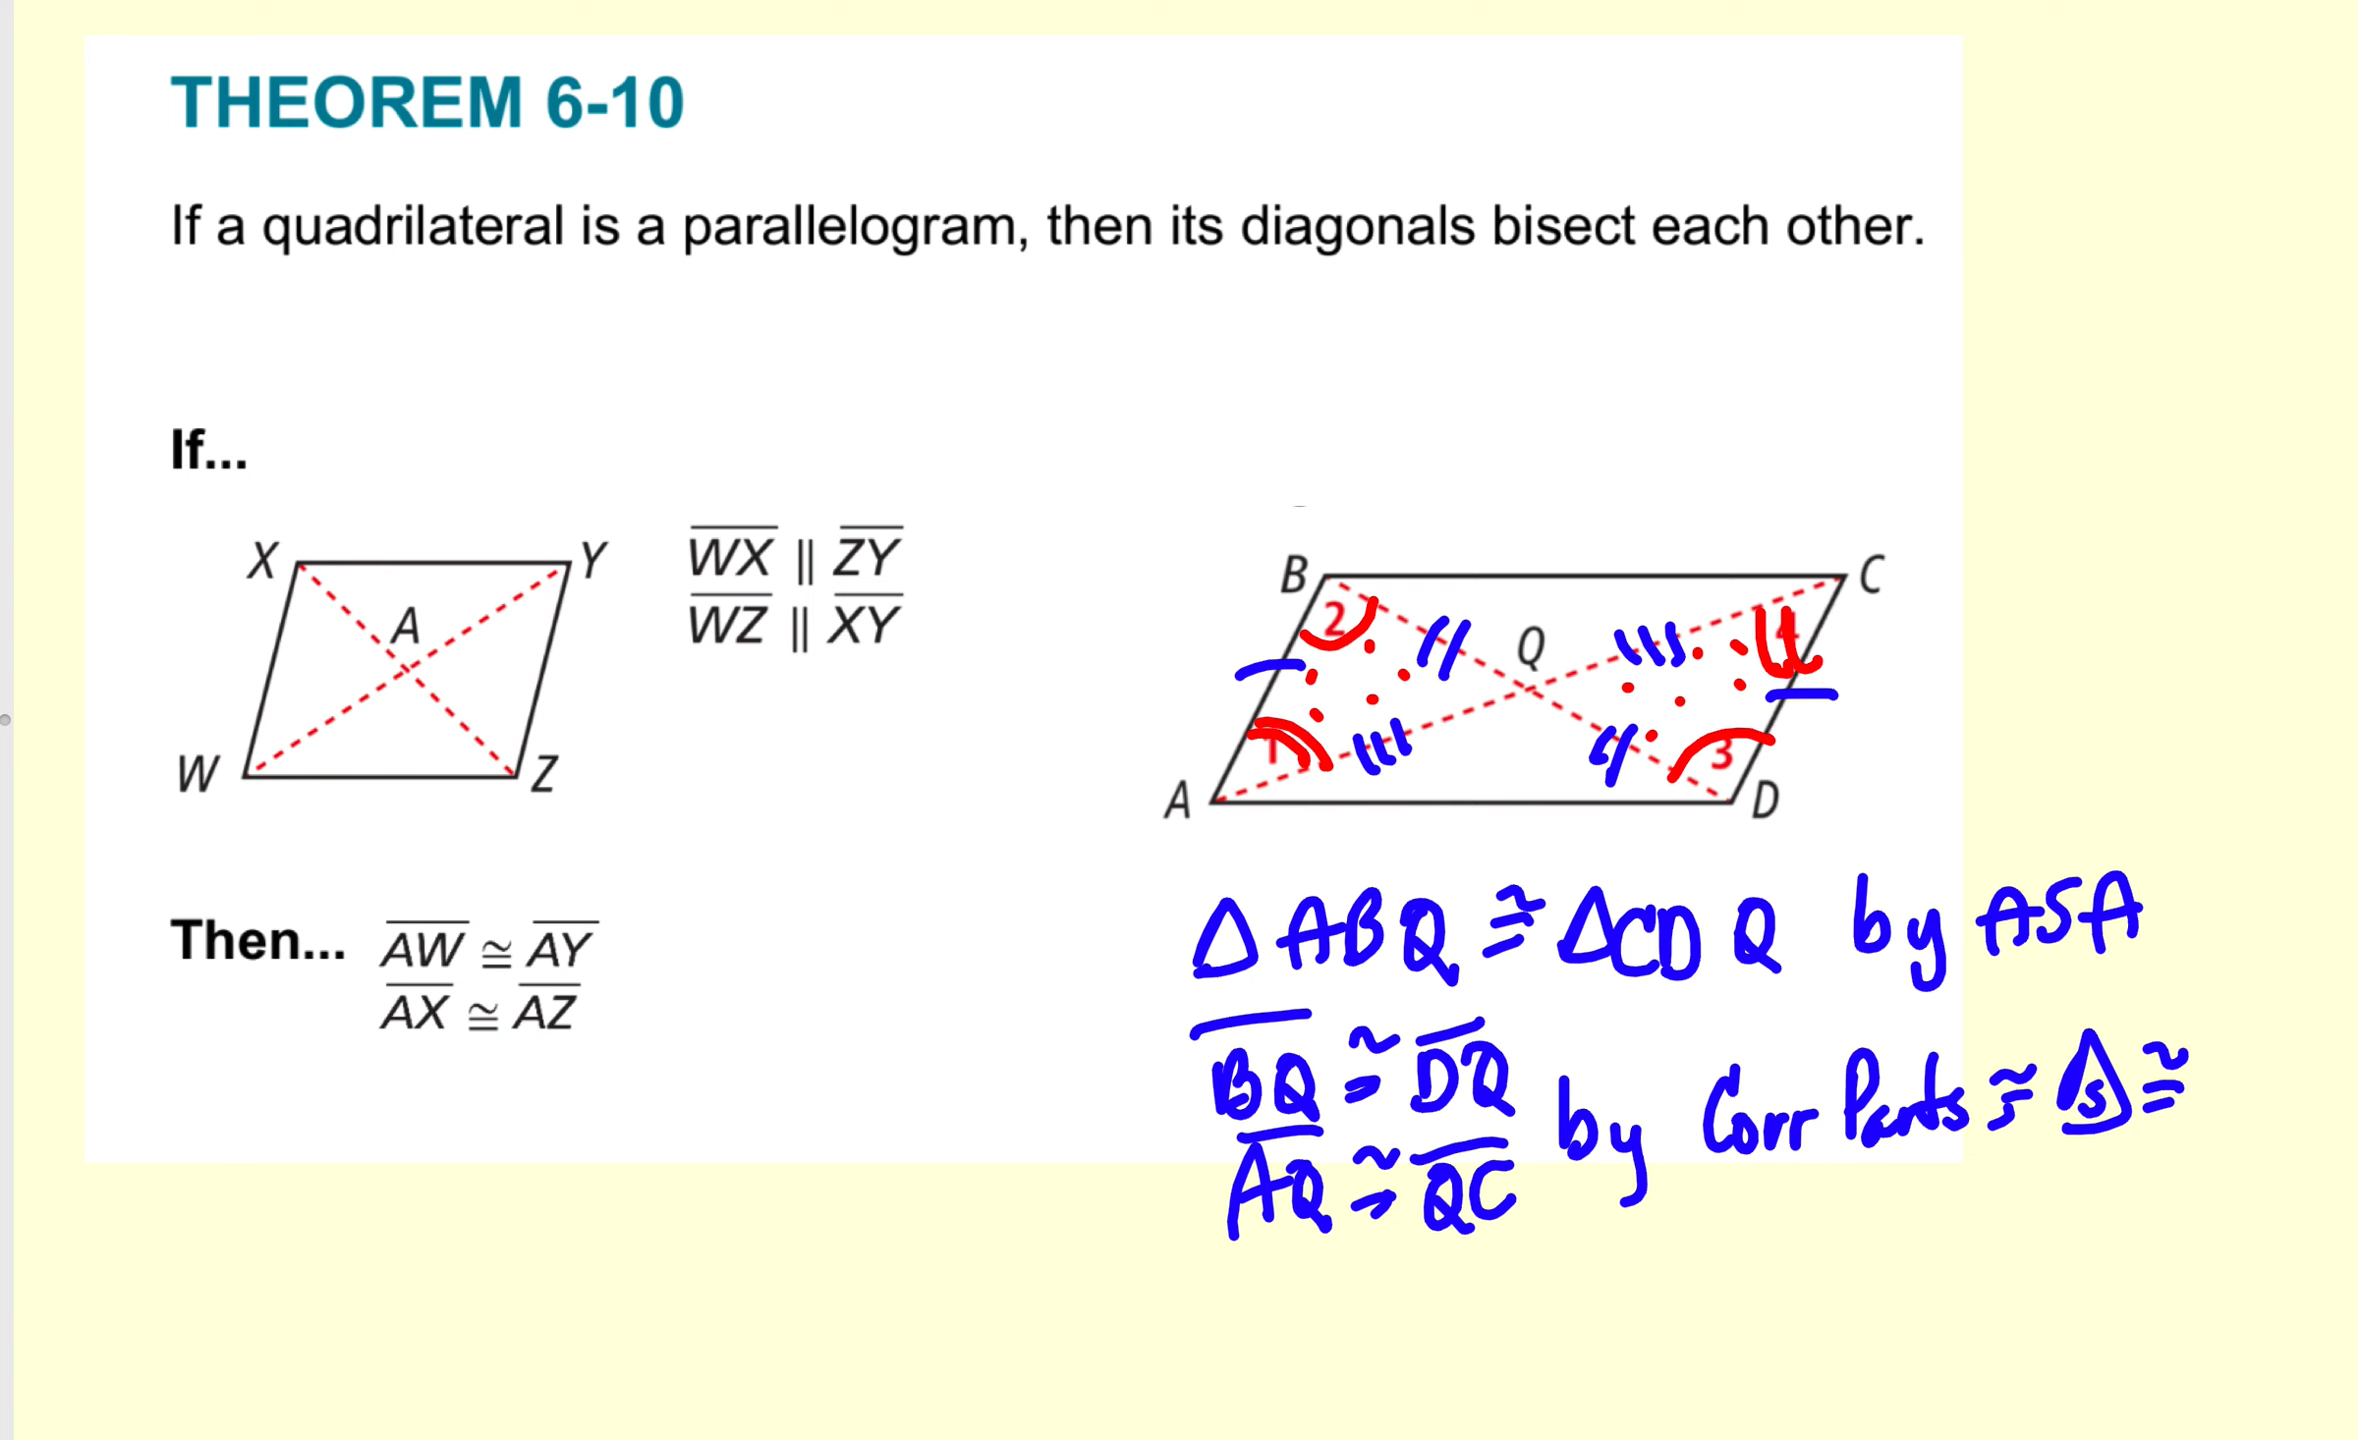 THEOREM 6-10
If a quadrilateral is a parallelogram, then its diagonals bisect each other.
If...
X Y
A
W Z
WX || ZY
WZ || XY
B C
2 Q 4
1 3
A D
Then... AW ≅ AY
AX ≅ AZ
△ABQ ≅ △CDQ by ASA
BQ ≅ DQ
AQ ≅ QC by Corr Parts ≅ △s ≅